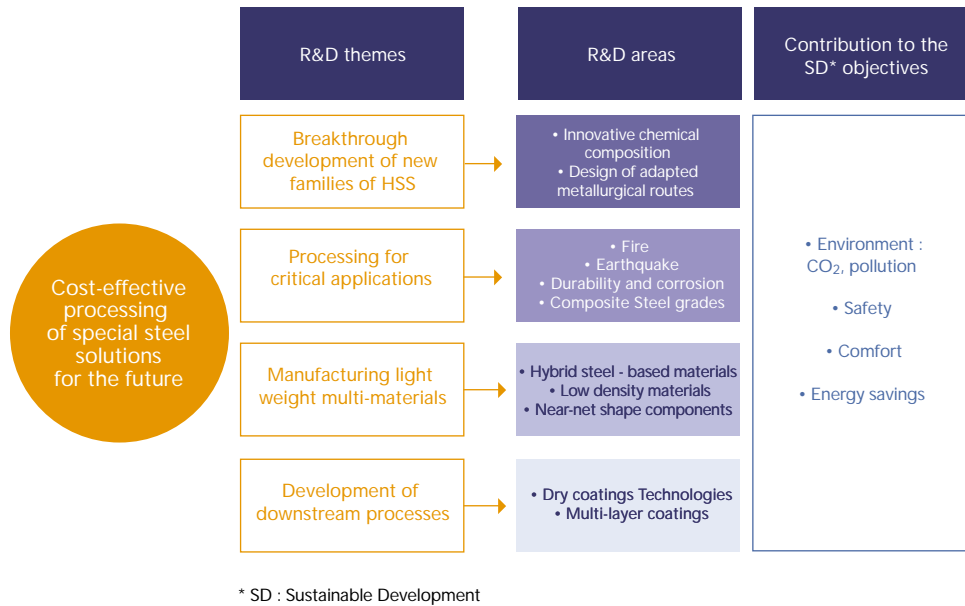 R&D themes
R&D areas
Contribution to the
SD* objectives
Cost-effective
processing
of special steel
solutions
for the future
Breakthrough
development of new
families of HSS
• Innovative chemical
composition
• Design of adapted
metallurgical routes
Processing for
critical applications
• Fire
• Earthquake
• Durability and corrosion
• Composite Steel grades
Manufacturing light
weight multi-materials
• Hybrid steel - based materials
• Low density materials
• Near-net shape components
Development of
downstream processes
• Dry coatings Technologies
• Multi-layer coatings
• Environment :
CO₂, pollution
• Safety
• Comfort
• Energy savings
* SD : Sustainable Development